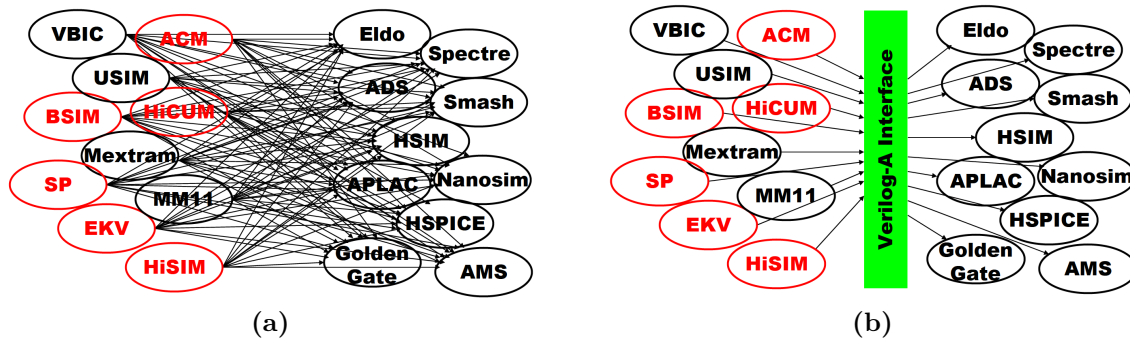 VBIC
ACM
USIM
BSIM
HiCUM
Mextram
SP
MM11
EKV
HiSIM
Eldo
Spectre
ADS
Smash
HSIM
APLAC
Nanosim
HSPICE
Golden
Gate
AMS
(a)
VBIC
ACM
USIM
BSIM
HiCUM
Mextram
SP
MM11
EKV
HiSIM
Verilog-A Interface
Eldo
Spectre
ADS
Smash
HSIM
APLAC
Nanosim
HSPICE
Golden
Gate
AMS
(b)